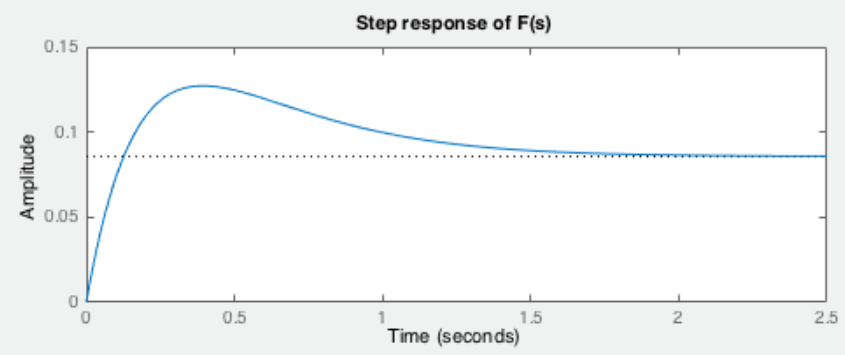 Step response of F(s)
0.15
0.1
0.05
0
Amplitude
0 0.5 1 1.5 2 2.5
Time (seconds)